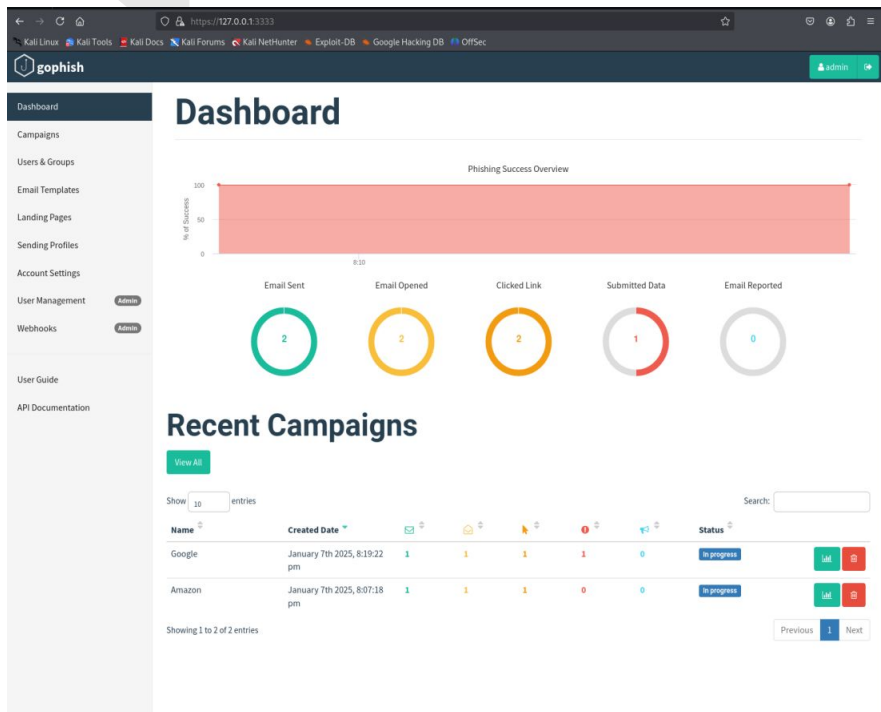 https://127.0.0.1:3333
Kali Linux Kali Tools Kali Docs Kali Forums Kali NetHunter Exploit-DB Google Hacking DB OffSec
gophish
admin
Dashboard
Campaigns
Users & Groups
Email Templates
Landing Pages
Sending Profiles
Account Settings
User Management Admin
Webhooks Admin
User Guide
API Documentation
Dashboard
Phishing Success Overview
% of Success
100
50
0
8:10
Email Sent Email Opened Clicked Link Submitted Data Email Reported
2 2 2 1 0
Recent Campaigns
View All
Show 10 entries Search:
Name Created Date Status
Google January 7th 2025, 8:19:22 pm 1 1 1 1 0 In progress
Amazon January 7th 2025, 8:07:18 pm 1 1 1 0 0 In progress
Showing 1 to 2 of 2 entries Previous 1 Next